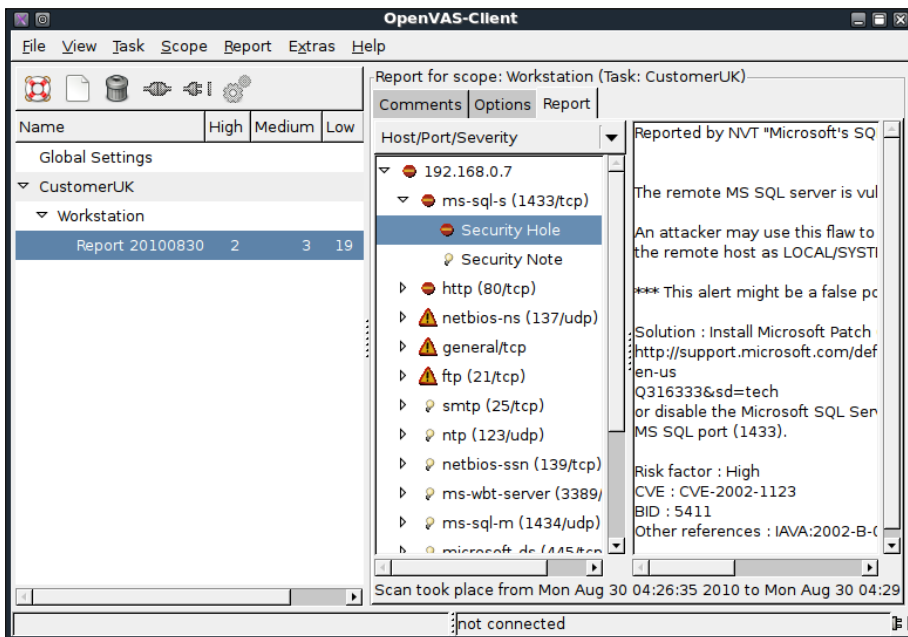 OpenVAS-Client
File View Task Scope Report Extras Help
Report for scope: Workstation (Task: CustomerUK)
Comments Options Report
Name High Medium Low
Global Settings
CustomerUK
Workstation
Report 20100830 2 3 19
Host/Port/Severity
192.168.0.7
ms-sql-s (1433/tcp)
Security Hole
Security Note
http (80/tcp)
netbios-ns (137/udp)
general/tcp
ftp (21/tcp)
smtp (25/tcp)
ntp (123/udp)
netbios-ssn (139/tcp)
ms-wbt-server (3389/
ms-sql-m (1434/udp)
microsoft-ds (445/tcp
Reported by NVT "Microsoft's SQ
The remote MS SQL server is vul
An attacker may use this flaw to
the remote host as LOCAL/SYSTE
*** This alert might be a false po
Solution : Install Microsoft Patch
http://support.microsoft.com/def
en-us
Q316333&sd=tech
or disable the Microsoft SQL Serv
MS SQL port (1433).
Risk factor : High
CVE : CVE-2002-1123
BID : 5411
Other references : IAVA:2002-B-0
Scan took place from Mon Aug 30 04:26:35 2010 to Mon Aug 30 04:29
not connected